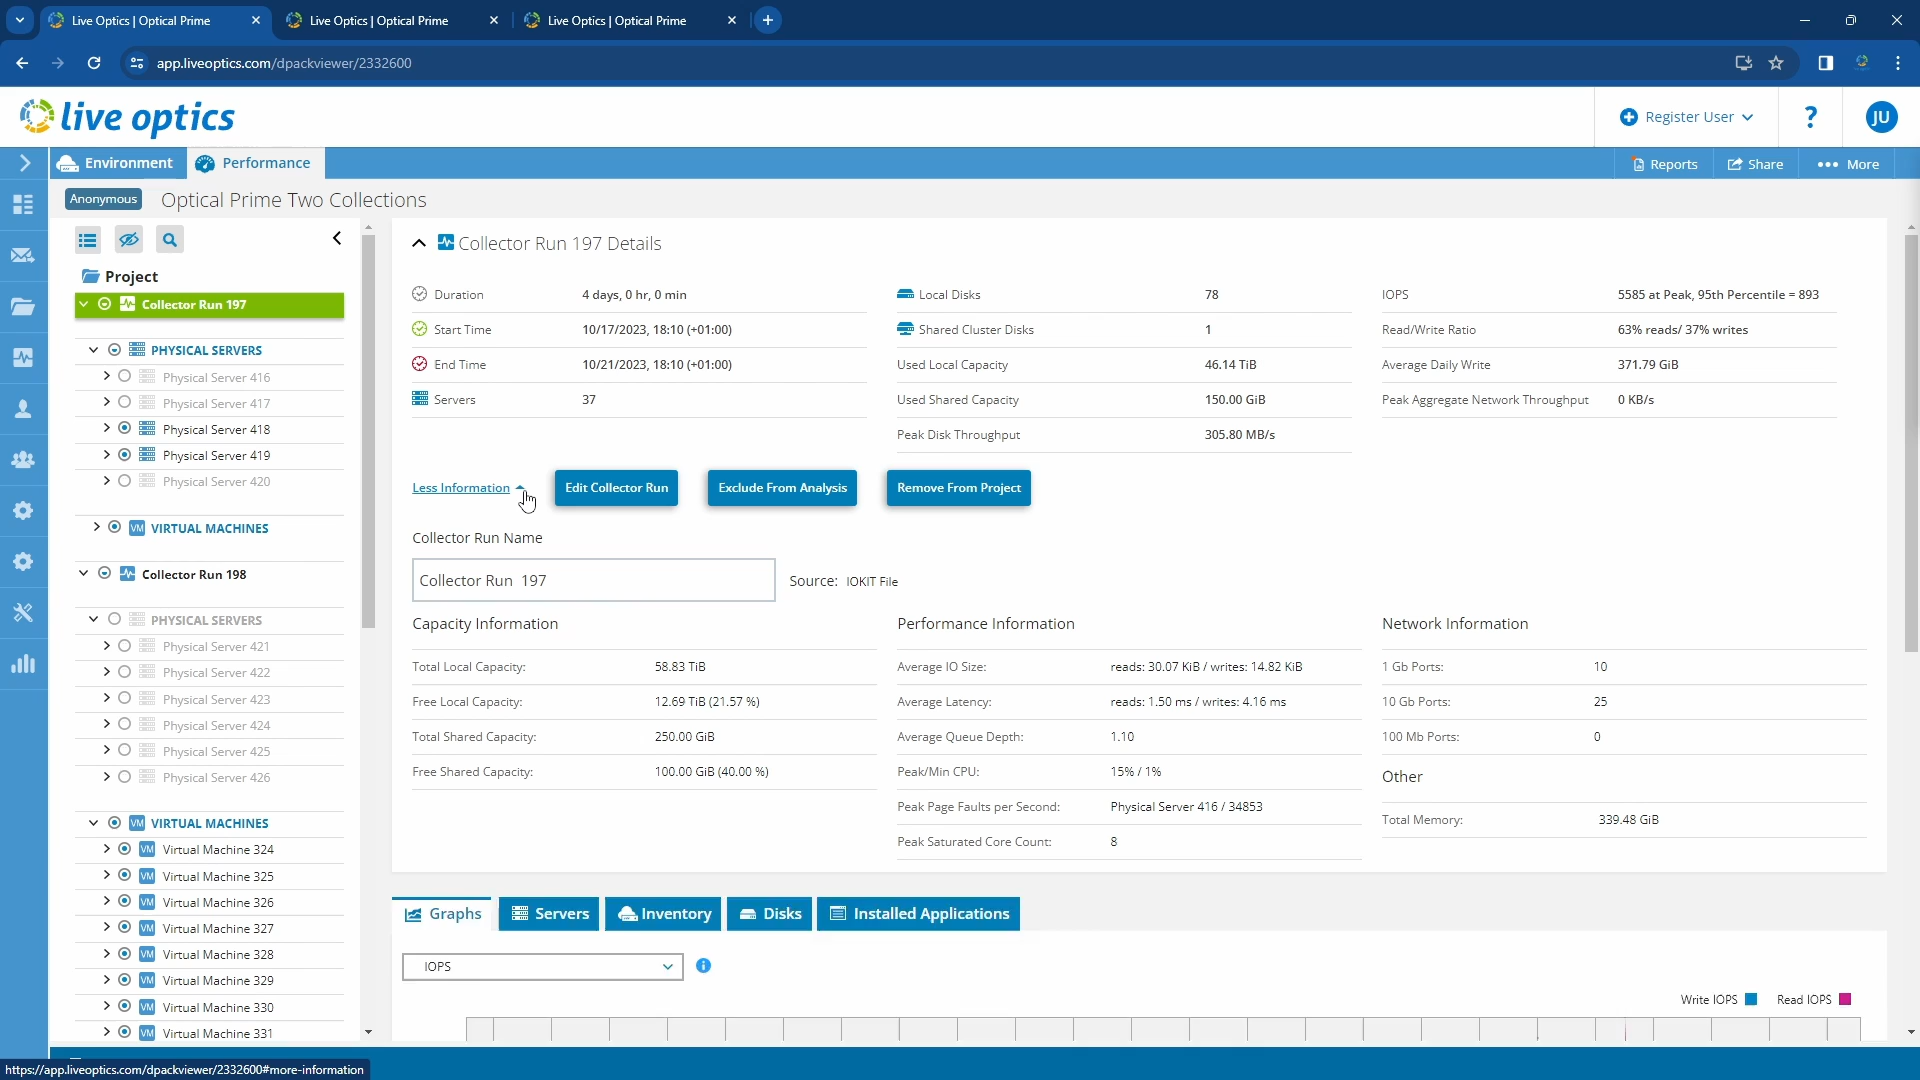 Live Optics | Optical Prime
Live Optics | Optical Prime
Live Optics | Optical Prime
app.liveoptics.com/dpackviewer/2332600
live optics
Register User
?
JU
Environment
Performance
Reports
Share
More
Anonymous
Optical Prime Two Collections
Project
Collector Run 197
PHYSICAL SERVERS
Physical Server 416
Physical Server 417
Physical Server 418
Physical Server 419
Physical Server 420
VM VIRTUAL MACHINES
Collector Run 198
PHYSICAL SERVERS
Physical Server 421
Physical Server 422
Physical Server 423
Physical Server 424
Physical Server 425
Physical Server 426
VM VIRTUAL MACHINES
VM Virtual Machine 324
VM Virtual Machine 325
VM Virtual Machine 326
VM Virtual Machine 327
VM Virtual Machine 328
VM Virtual Machine 329
VM Virtual Machine 330
VM Virtual Machine 331
Collector Run 197 Details
Duration 4 days, 0 hr, 0 min
Start Time 10/17/2023, 18:10 (+01:00)
End Time 10/21/2023, 18:10 (+01:00)
Servers 37
Local Disks 78
Shared Cluster Disks 1
Used Local Capacity 46.14 TiB
Used Shared Capacity 150.00 GiB
Peak Disk Throughput 305.80 MB/s
IOPS 5585 at Peak, 95th Percentile = 893
Read/Write Ratio 63% reads/ 37% writes
Average Daily Write 371.79 GiB
Peak Aggregate Network Throughput 0 KB/s
Less Information
Edit Collector Run
Exclude From Analysis
Remove From Project
Collector Run Name
Collector Run 197
Source: IOKIT File
Capacity Information
Total Local Capacity: 58.83 TiB
Free Local Capacity: 12.69 TiB (21.57 %)
Total Shared Capacity: 250.00 GiB
Free Shared Capacity: 100.00 GiB (40.00 %)
Performance Information
Average IO Size: reads: 30.07 KiB / writes: 14.82 KiB
Average Latency: reads: 1.50 ms / writes: 4.16 ms
Average Queue Depth: 1.10
Peak/Min CPU: 15% / 1%
Peak Page Faults per Second: Physical Server 416 / 34853
Peak Saturated Core Count: 8
Network Information
1 Gb Ports: 10
10 Gb Ports: 25
100 Mb Ports: 0
Other
Total Memory: 339.48 GiB
Graphs
Servers
Inventory
Disks
Installed Applications
IOPS
Write IOPS
Read IOPS
https://app.liveoptics.com/dpackviewer/2332600#more-information